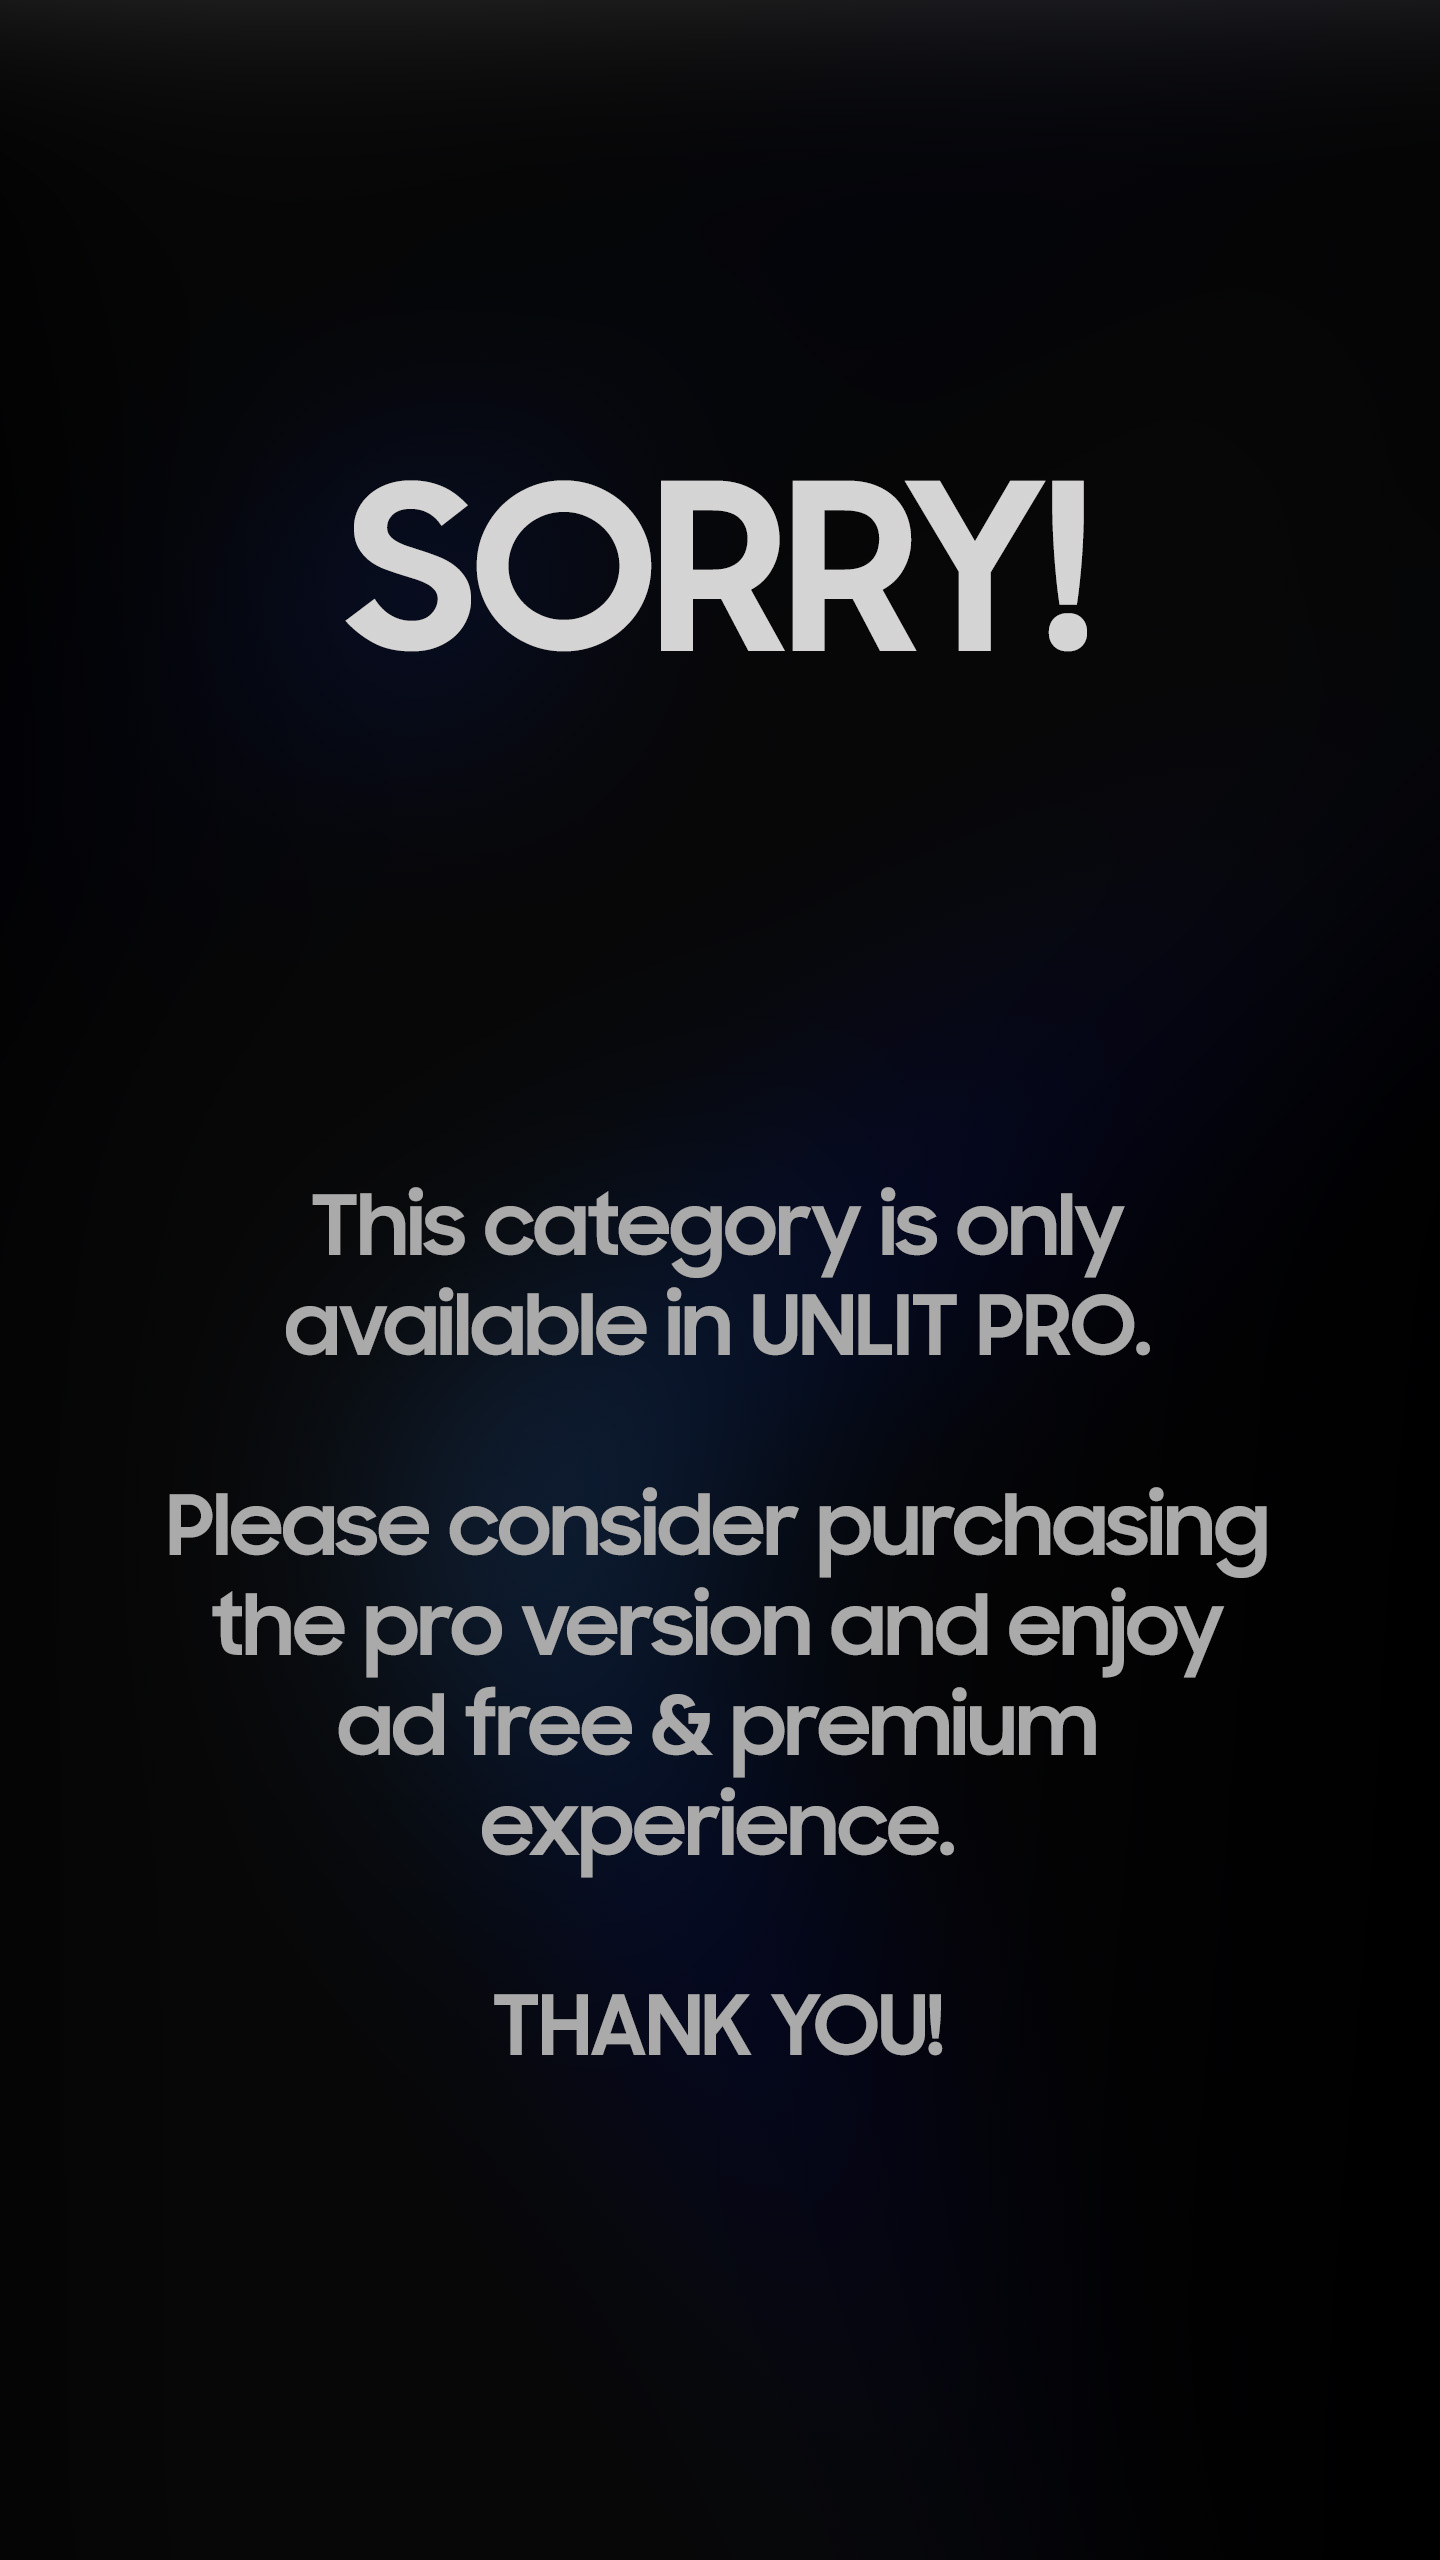 SORRY!
This category is only
available in UNLIT PRO.
Please consider purchasing
the pro version and enjoy
ad free & premium
experience.
THANK YOU!